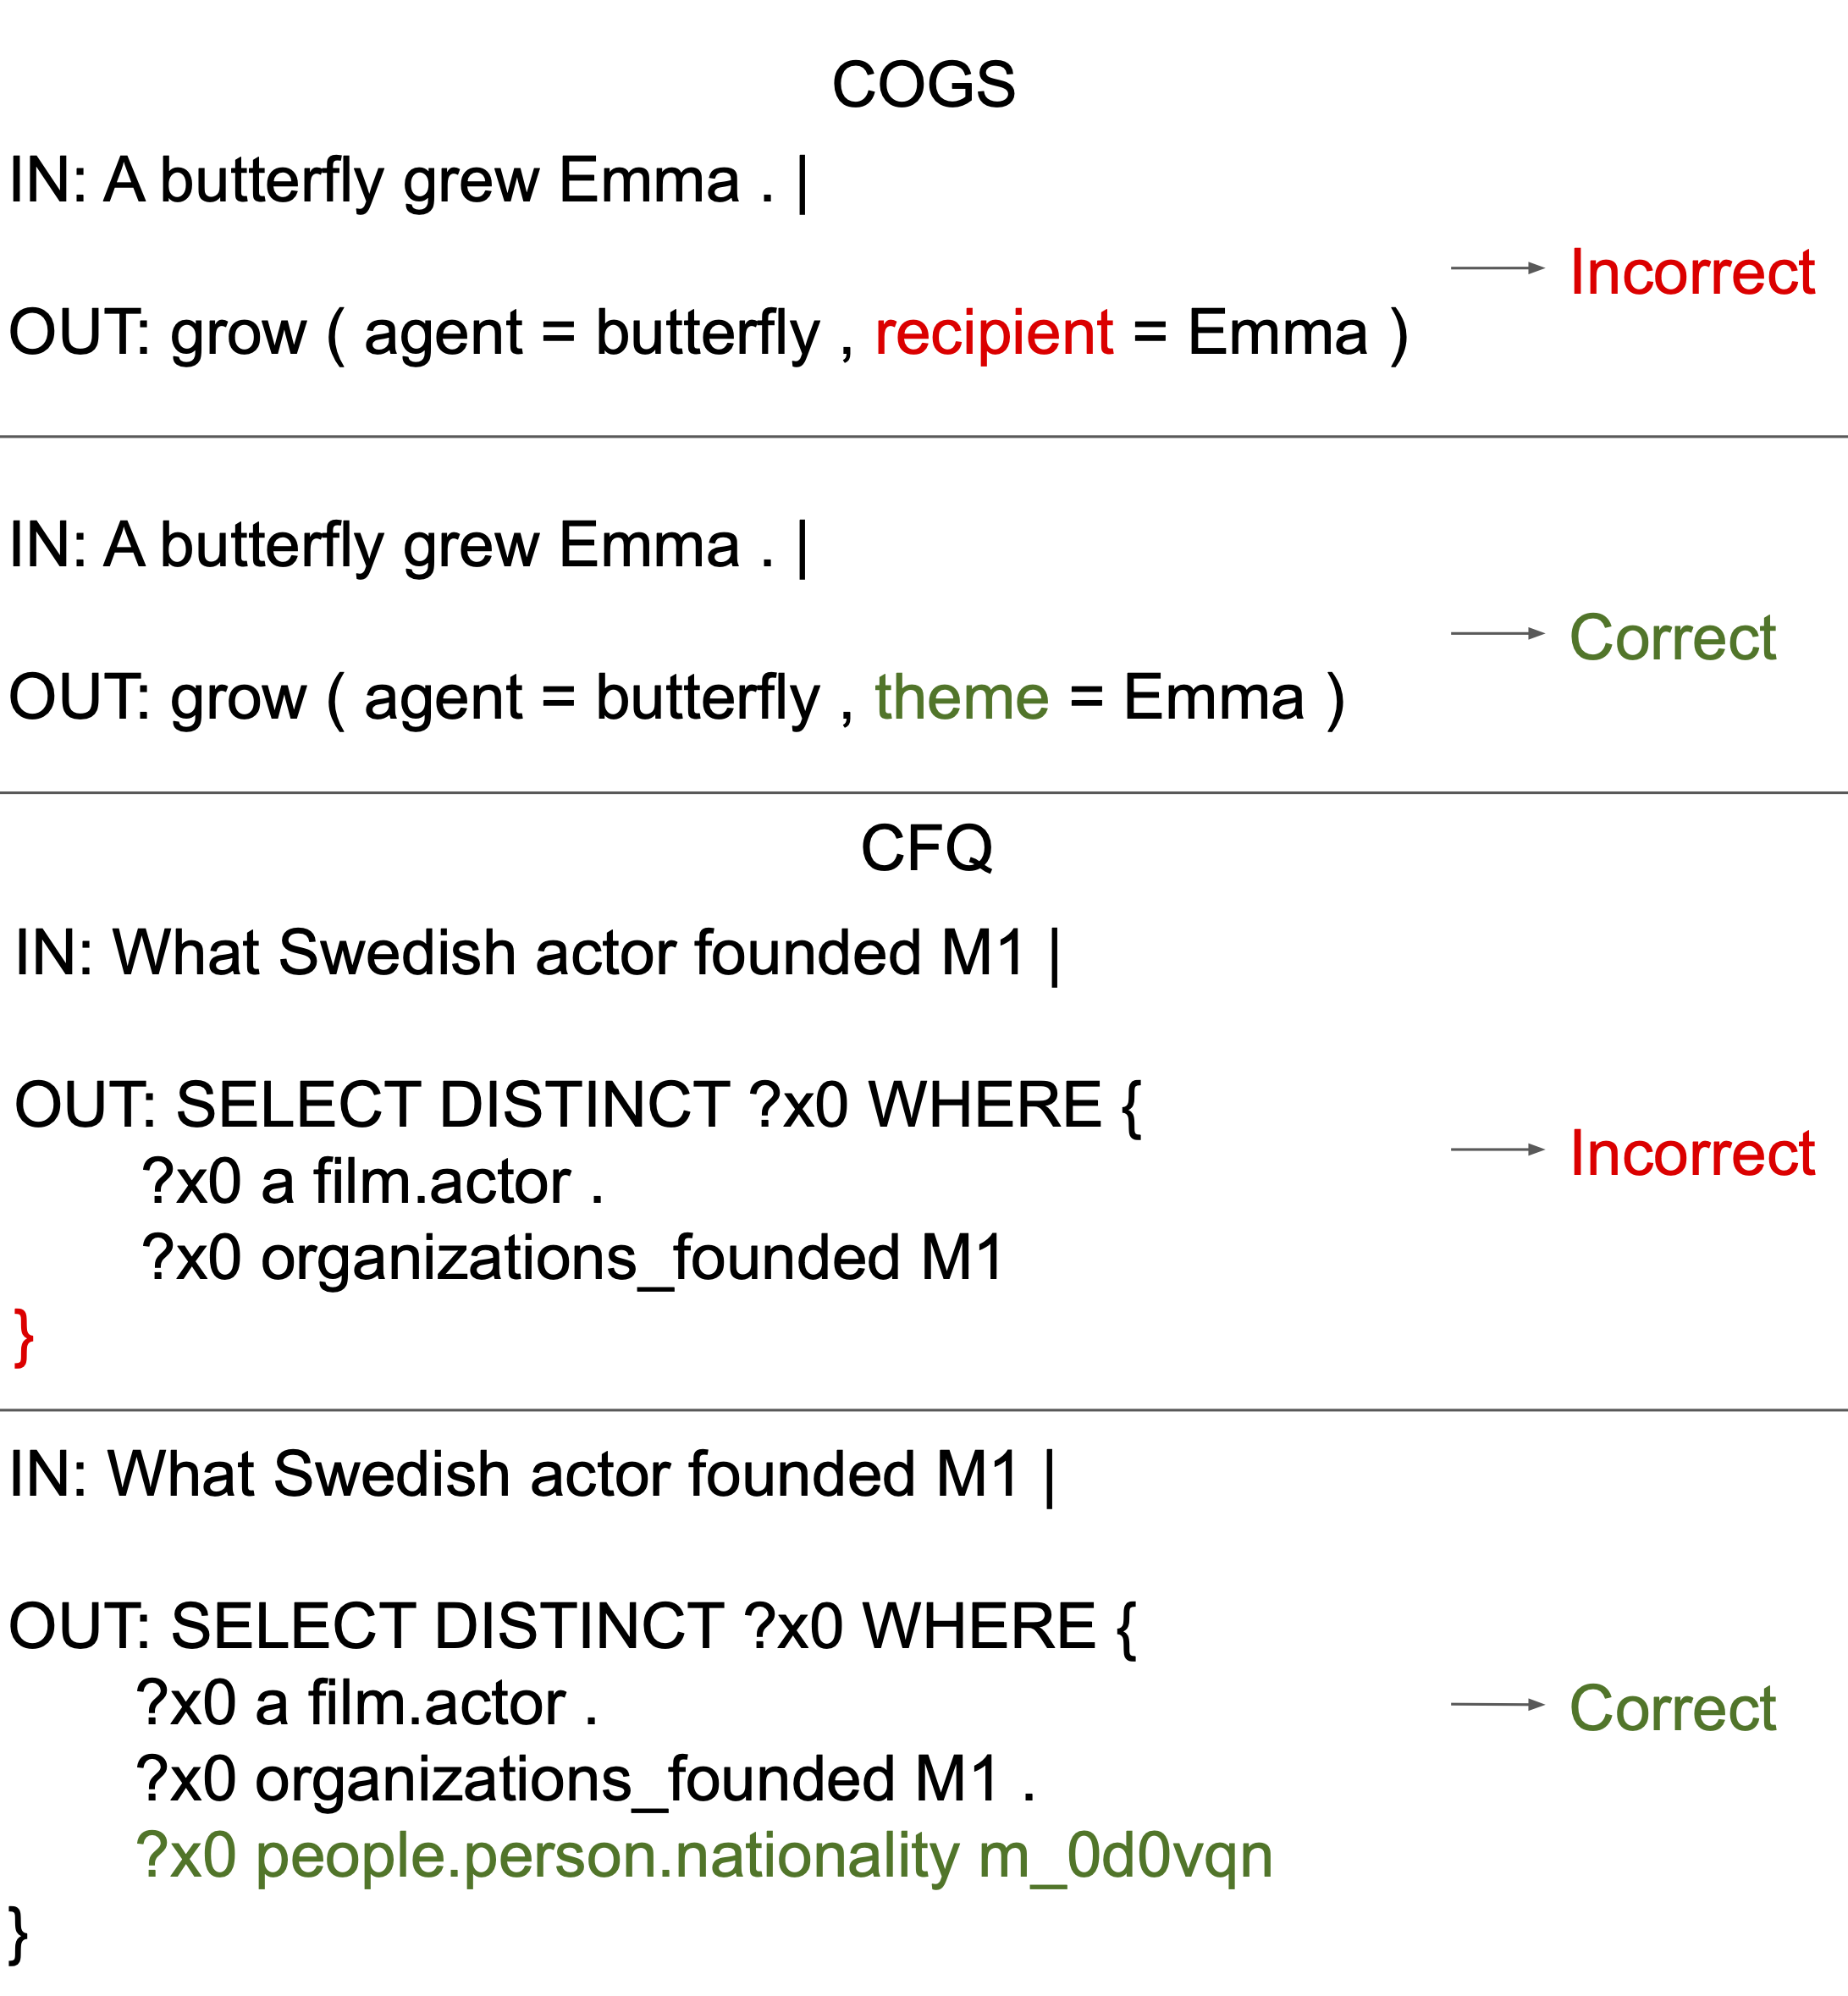 COGS
IN: A butterfly grew Emma . |
Incorrect
OUT: grow ( agent = butterfly , recipient = Emma )
IN: A butterfly grew Emma . |
Correct
OUT: grow ( agent = butterfly , theme = Emma )
CFQ
IN: What Swedish actor founded M1 |
OUT: SELECT DISTINCT ?x0 WHERE {
Incorrect
?x0 a film.actor .
?x0 organizations_founded M1
}
IN: What Swedish actor founded M1 |
OUT: SELECT DISTINCT ?x0 WHERE {
?x0 a film.actor .
Correct
?x0 organizations_founded M1 .
?x0 people.person.nationality m_0d0vqn
}